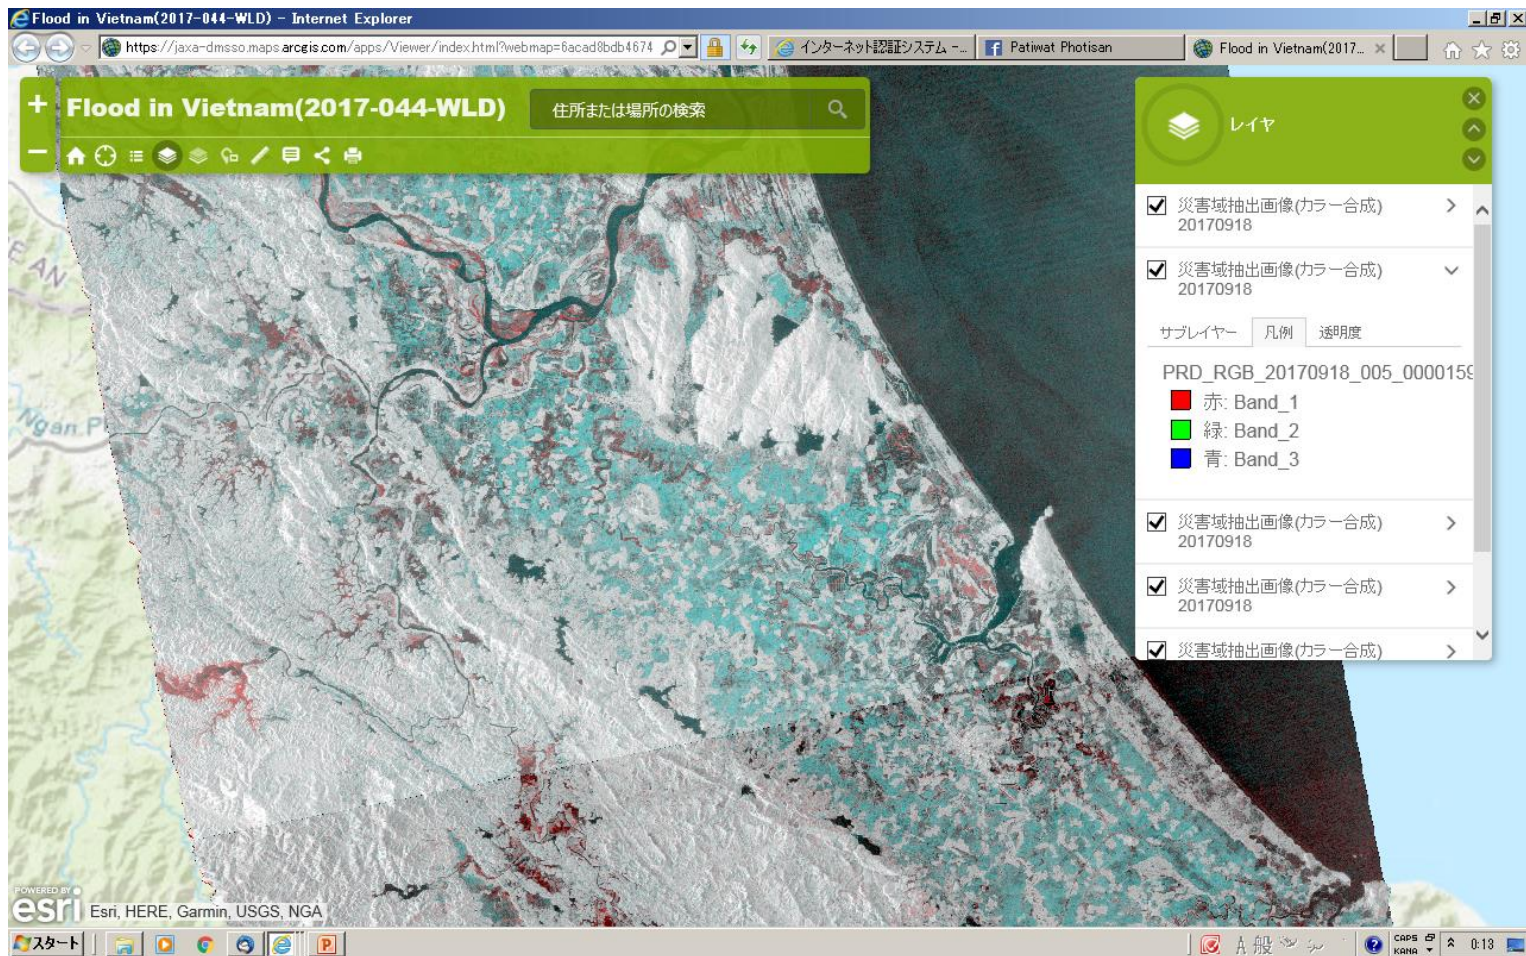 Flood in Vietnam(2017-044-WLD) - Internet Explorer
https://jaxa-dmsso.maps.arcgis.com/apps/Viewer/index.html?webmap=6acad8bdb4674
インターネット認証システム -...
Patiwat Photisan
Flood in Vietnam(2017...
+
Flood in Vietnam(2017-044-WLD)
住所または場所の検索
−
レイヤ
災害域抽出画像(カラー合成)
20170918
災害域抽出画像(カラー合成)
20170918
サブレイヤー 凡例 透明度
PRD_RGB_20170918_005_0000159
赤: Band_1
緑: Band_2
青: Band_3
災害域抽出画像(カラー合成)
20170918
災害域抽出画像(カラー合成)
20170918
災害域抽出画像(カラー合成)
E AN
Ngan P
POWERED BY
esri
Esri, HERE, Garmin, USGS, NGA
スタート
A 般
CAPS
KANA
0:13